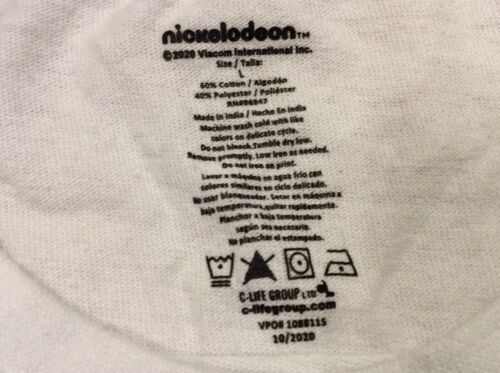 nickelodeon™
©2020 Viacom International Inc.
Size / Talla:
L
60% Cotton / Algodón
40% Polyester / Poliéster
RN#86947
Made in India / Hecho En India
Machine wash cold with like
colors on delicate cycle.
Do not bleach. Tumble dry low.
Remove promptly. Low iron as needed.
Do not iron on print.
Lavar a máquina en agua frio con
colores similares en ciclo delicado.
No usar blanqueador. Secar en máquina a
baja temperatura, quitar rapidamente.
Planchar a baja temperatura
según sea necesario.
No planchar el estampado.
C-LIFE GROUP LTD
c-lifegroup.com
VPO# 1088115
10/2020